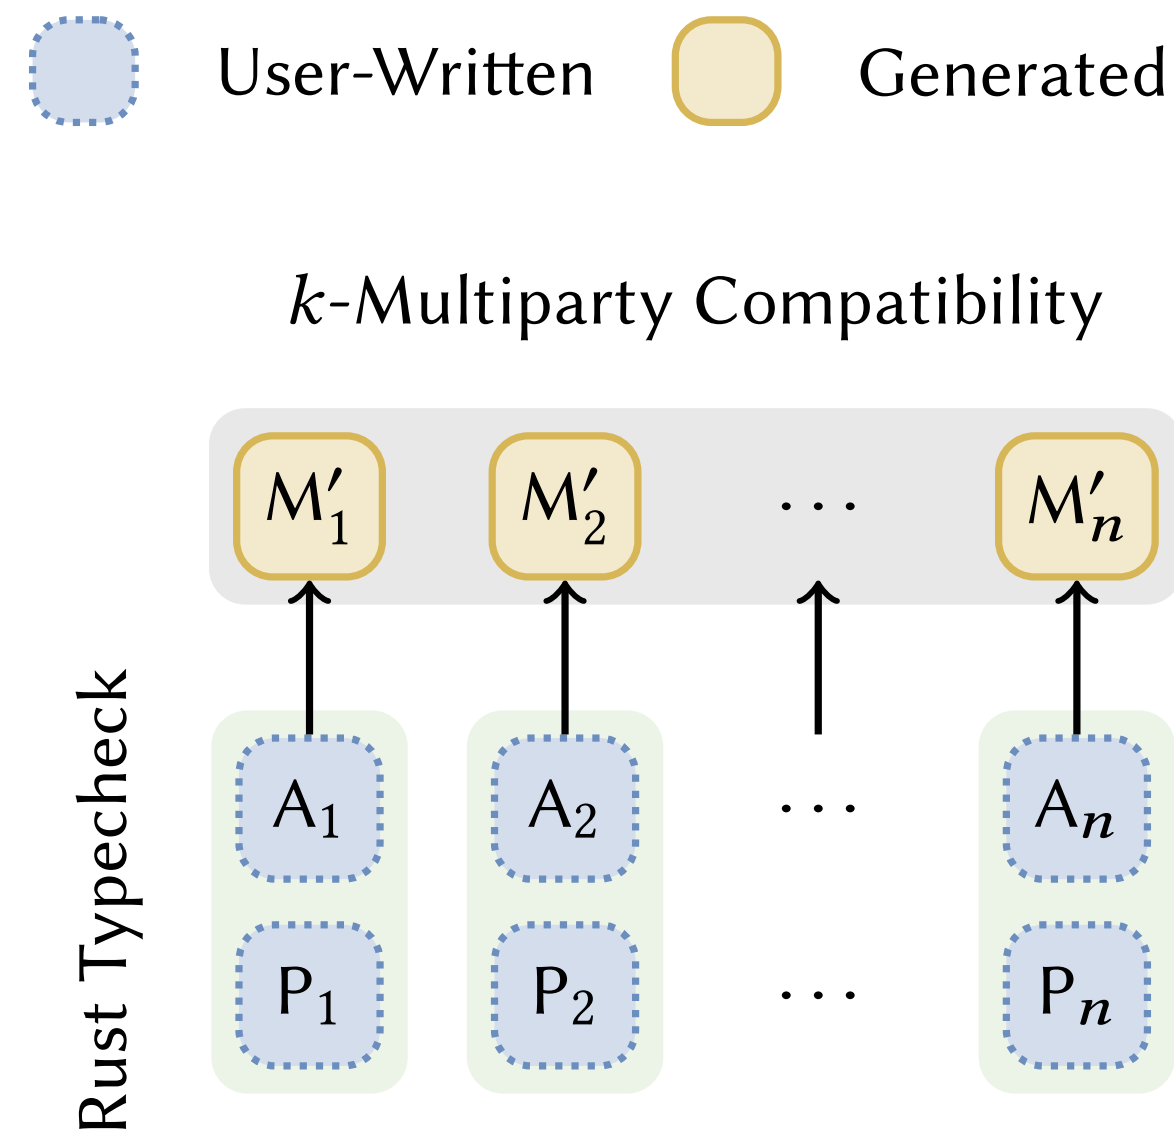 User-Written Generated
k-Multiparty Compatibility
M′1 M′2 ... M′n
A1 A2 ... An
P1 P2 ... Pn
Rust Typecheck